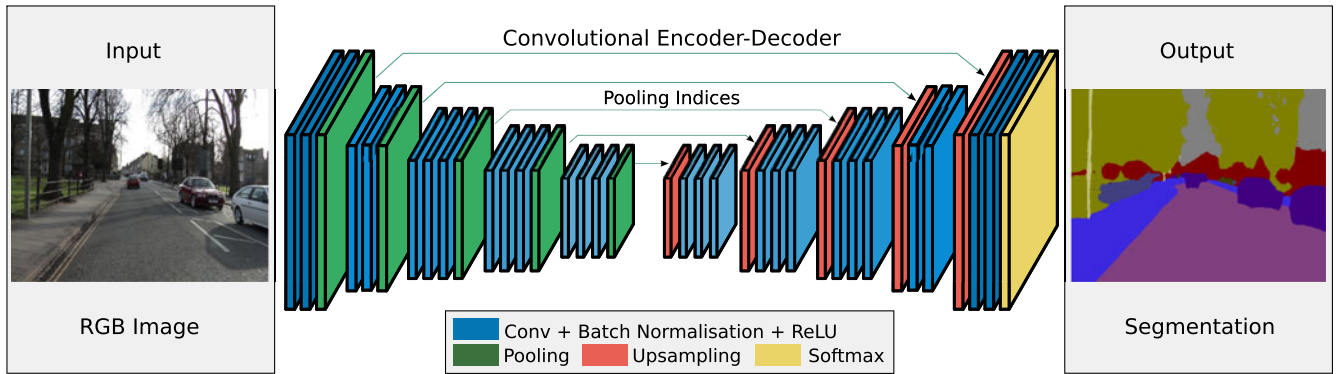 Input
RGB Image
Convolutional Encoder-Decoder
Pooling Indices
Conv + Batch Normalisation + ReLU
Pooling
Upsampling
Softmax
Output
Segmentation